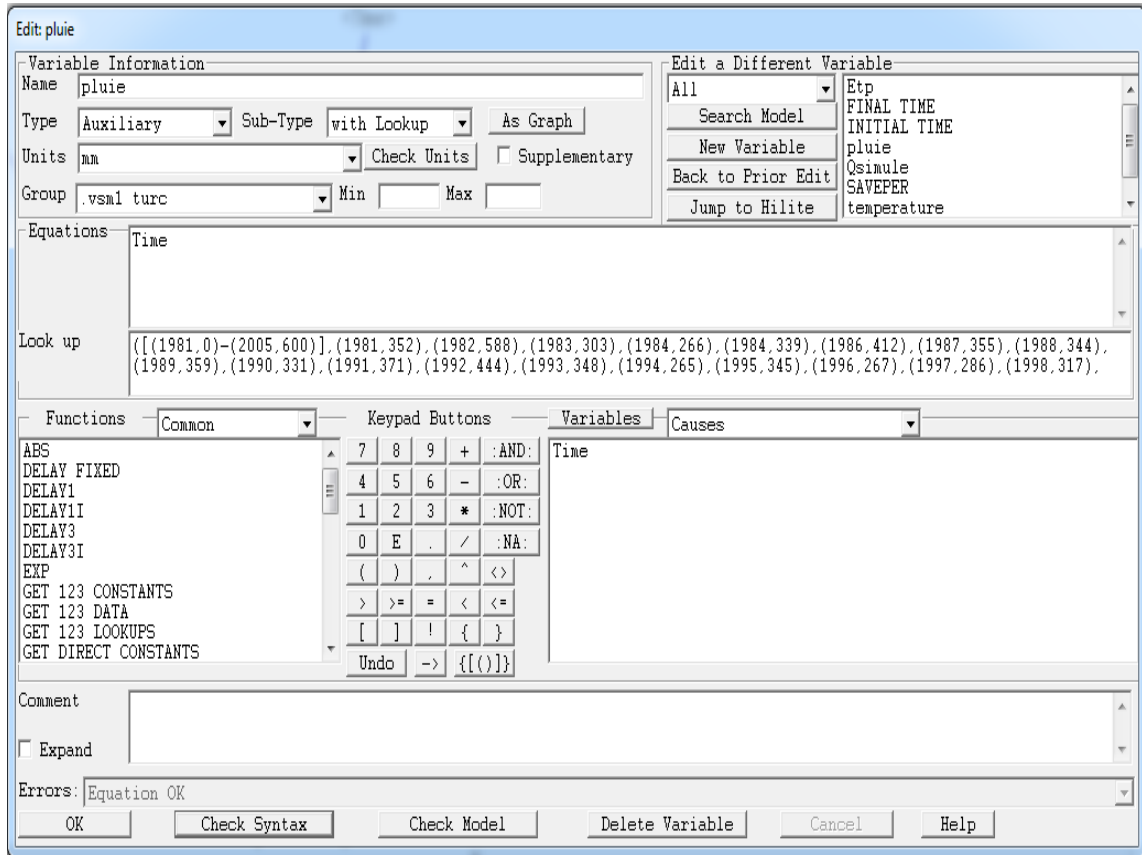 Edit: pluie
Variable Information
Name pluie
Type Auxiliary Sub-Type with Lookup As Graph
Units mm Check Units Supplementary
Group .vsm1 turc Min Max
Edit a Different Variable
All
Search Model
New Variable
Back to Prior Edit
Jump to Hilite
Etp
FINAL TIME
INITIAL TIME
pluie
Qsimule
SAVEPER
temperature
Equations
Time
Look up
([(1981,0)-(2005,600)],(1981,352),(1982,588),(1983,303),(1984,266),(1984,339),(1986,412),(1987,355),(1988,344),
(1989,359),(1990,331),(1991,371),(1992,444),(1993,348),(1994,265),(1995,345),(1996,267),(1997,286),(1998,317),
Functions Common
ABS
DELAY FIXED
DELAY1
DELAY1I
DELAY3
DELAY3I
EXP
GET 123 CONSTANTS
GET 123 DATA
GET 123 LOOKUPS
GET DIRECT CONSTANTS
Keypad Buttons
7 8 9 + :AND:
4 5 6 - :OR:
1 2 3 * :NOT:
0 E . / :NA:
( ) , ^ <>
> >= = < <=
[ ] ! { }
Undo -> {[()]}
Variables Causes
Time
Comment
Expand
Errors: Equation OK
OK Check Syntax Check Model Delete Variable Cancel Help